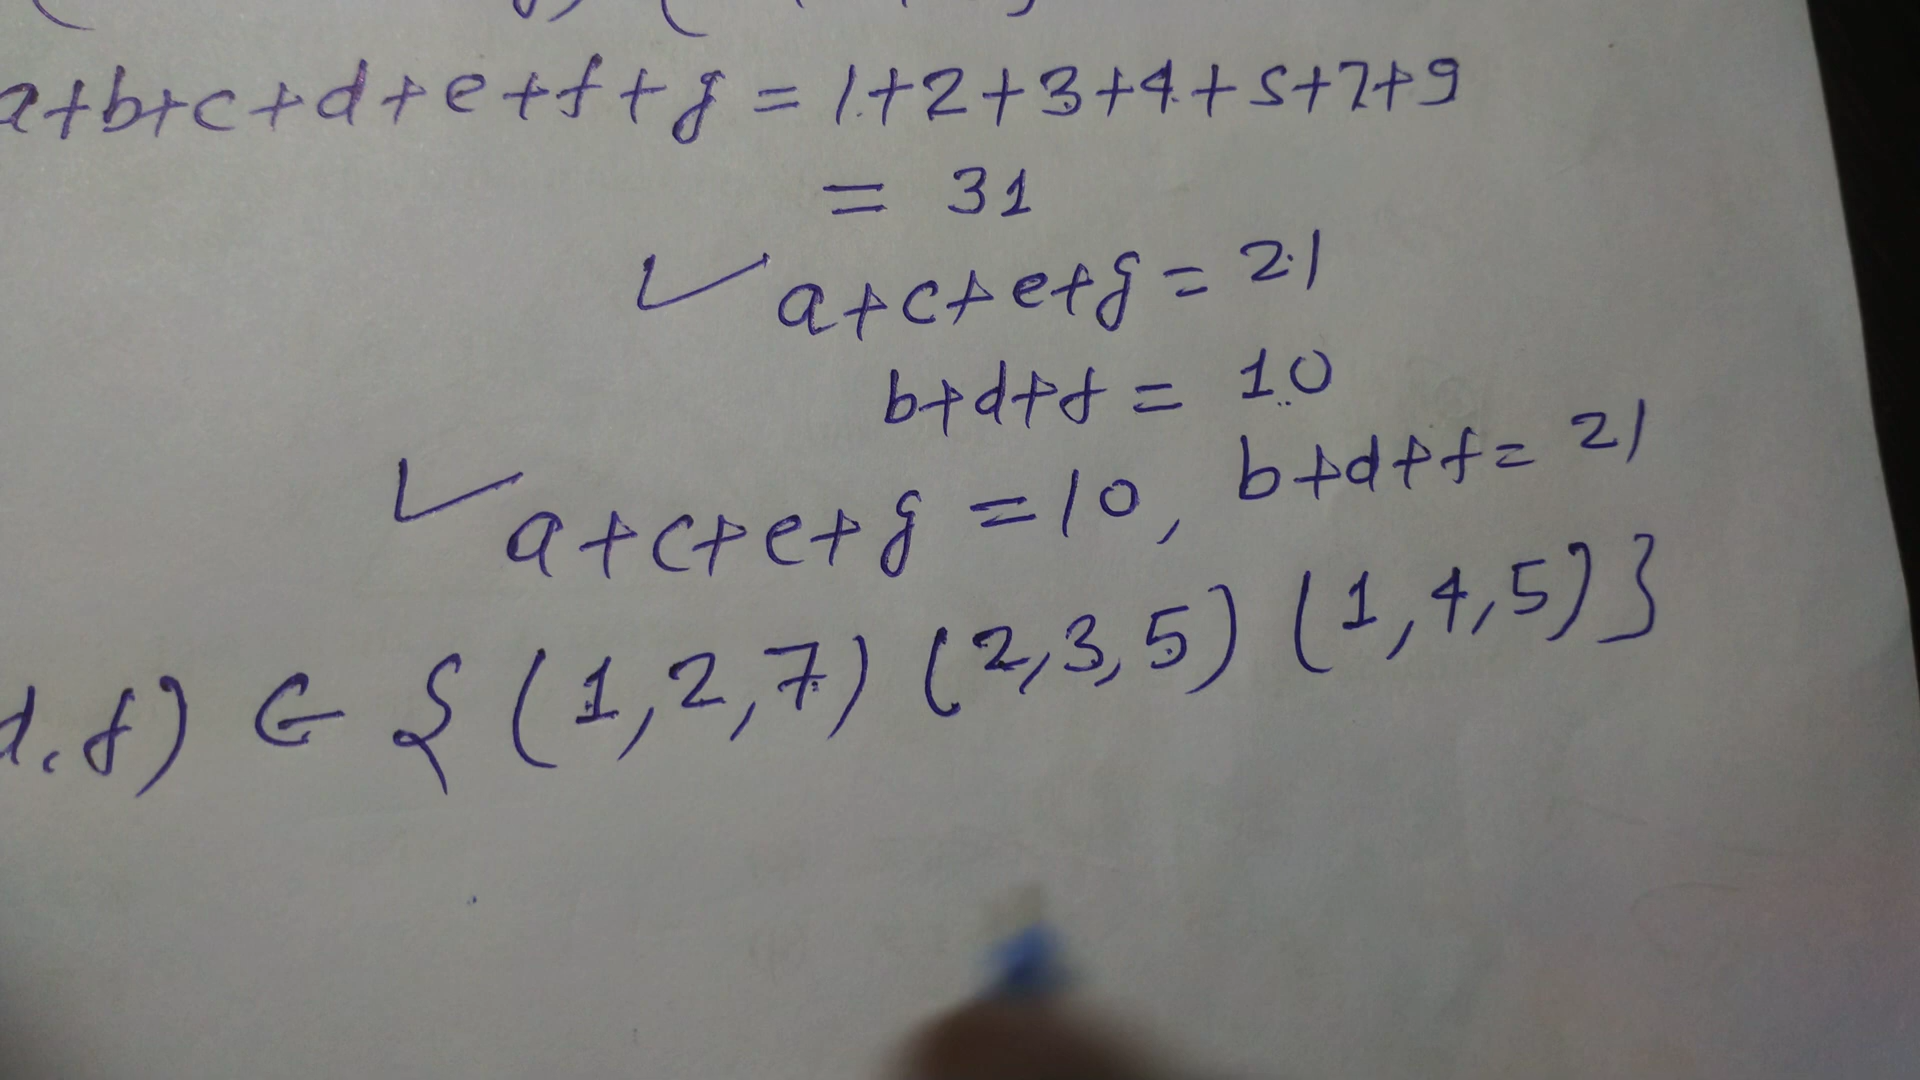 a+b+c+d+e+f+g = 1+2+3+4+5+7+9
= 31
✓ a+c+e+g = 21
b+d+f = 10
✓ a+c+e+g = 10, b+d+f = 21
d,f) ∈ { (1,2,7) (2,3,5) (1,4,5) }